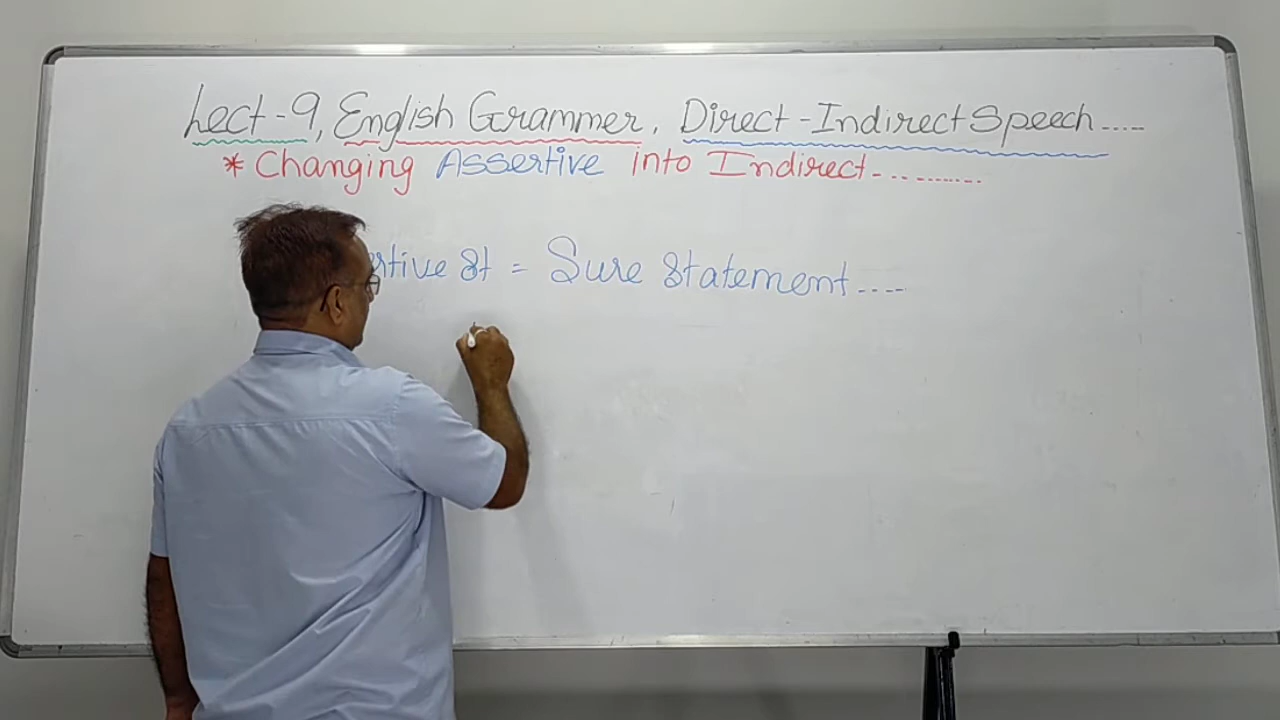 Lect-9, English Grammer, Direct-Indirect Speech.....
* Changing Assertive into Indirect............
rtive St = Sure Statement.....